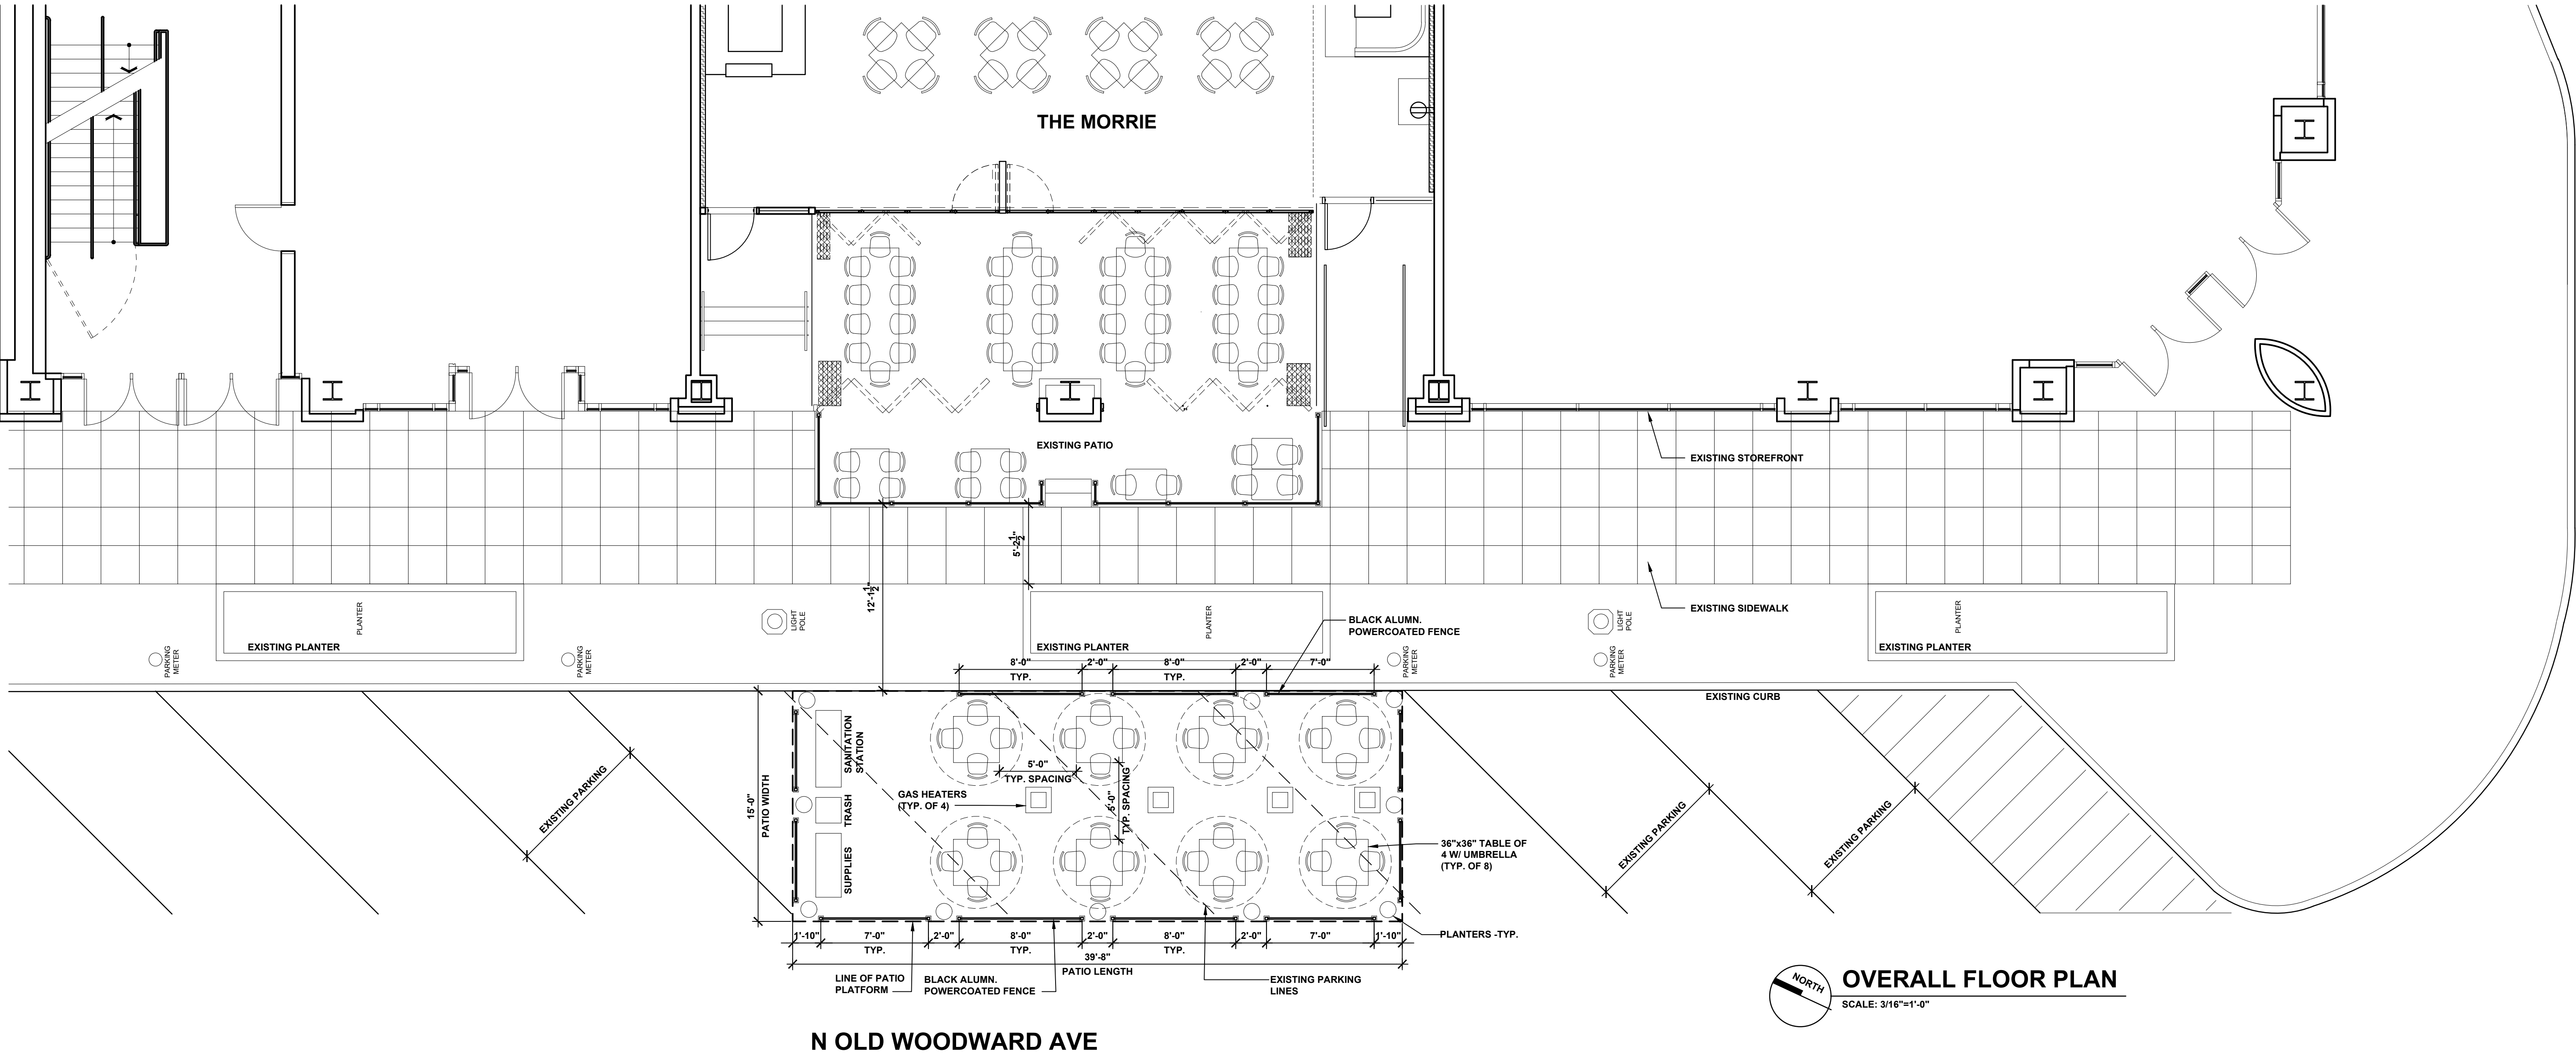 THE MORRIE
EXISTING PATIO
EXISTING STOREFRONT
5'-2 1/2"
12'-1 1/2"
EXISTING SIDEWALK
PLANTER
EXISTING PLANTER
LIGHT
POLE
PLANTER
EXISTING PLANTER
LIGHT
POLE
PLANTER
EXISTING PLANTER
BLACK ALUMN.
POWERCOATED FENCE
PARKING
METER
PARKING
METER
PARKING
METER
PARKING
METER
8'-0"
TYP.
2'-0"
8'-0"
TYP.
2'-0"
7'-0"
EXISTING CURB
15'-0"
PATIO WIDTH
SANITATION
STATION
TRASH
SUPPLIES
5'-0"
TYP. SPACING
5'-0"
TYP. SPACING
GAS HEATERS
(TYP. OF 4)
EXISTING PARKING
EXISTING PARKING
EXISTING PARKING
36"x36" TABLE OF
4 W/ UMBRELLA
(TYP. OF 8)
PLANTERS -TYP.
1'-10"
7'-0"
TYP.
2'-0"
8'-0"
TYP.
2'-0"
8'-0"
TYP.
2'-0"
7'-0"
1'-10"
39'-8"
PATIO LENGTH
LINE OF PATIO
PLATFORM
BLACK ALUMN.
POWERCOATED FENCE
EXISTING PARKING
LINES
NORTH
OVERALL FLOOR PLAN
SCALE: 3/16"=1'-0"
N OLD WOODWARD AVE